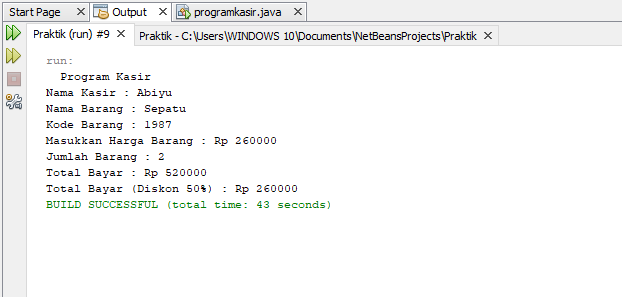 Start Page Output programkasir.java
Praktik (run) #9 Praktik - C:\Users\WINDOWS 10\Documents\NetBeansProjects\Praktik
run:
Program Kasir
Nama Kasir : Abiyu
Nama Barang : Sepatu
Kode Barang : 1987
Masukkan Harga Barang : Rp 260000
Jumlah Barang : 2
Total Bayar : Rp 520000
Total Bayar (Diskon 50%) : Rp 260000
BUILD SUCCESSFUL (total time: 43 seconds)